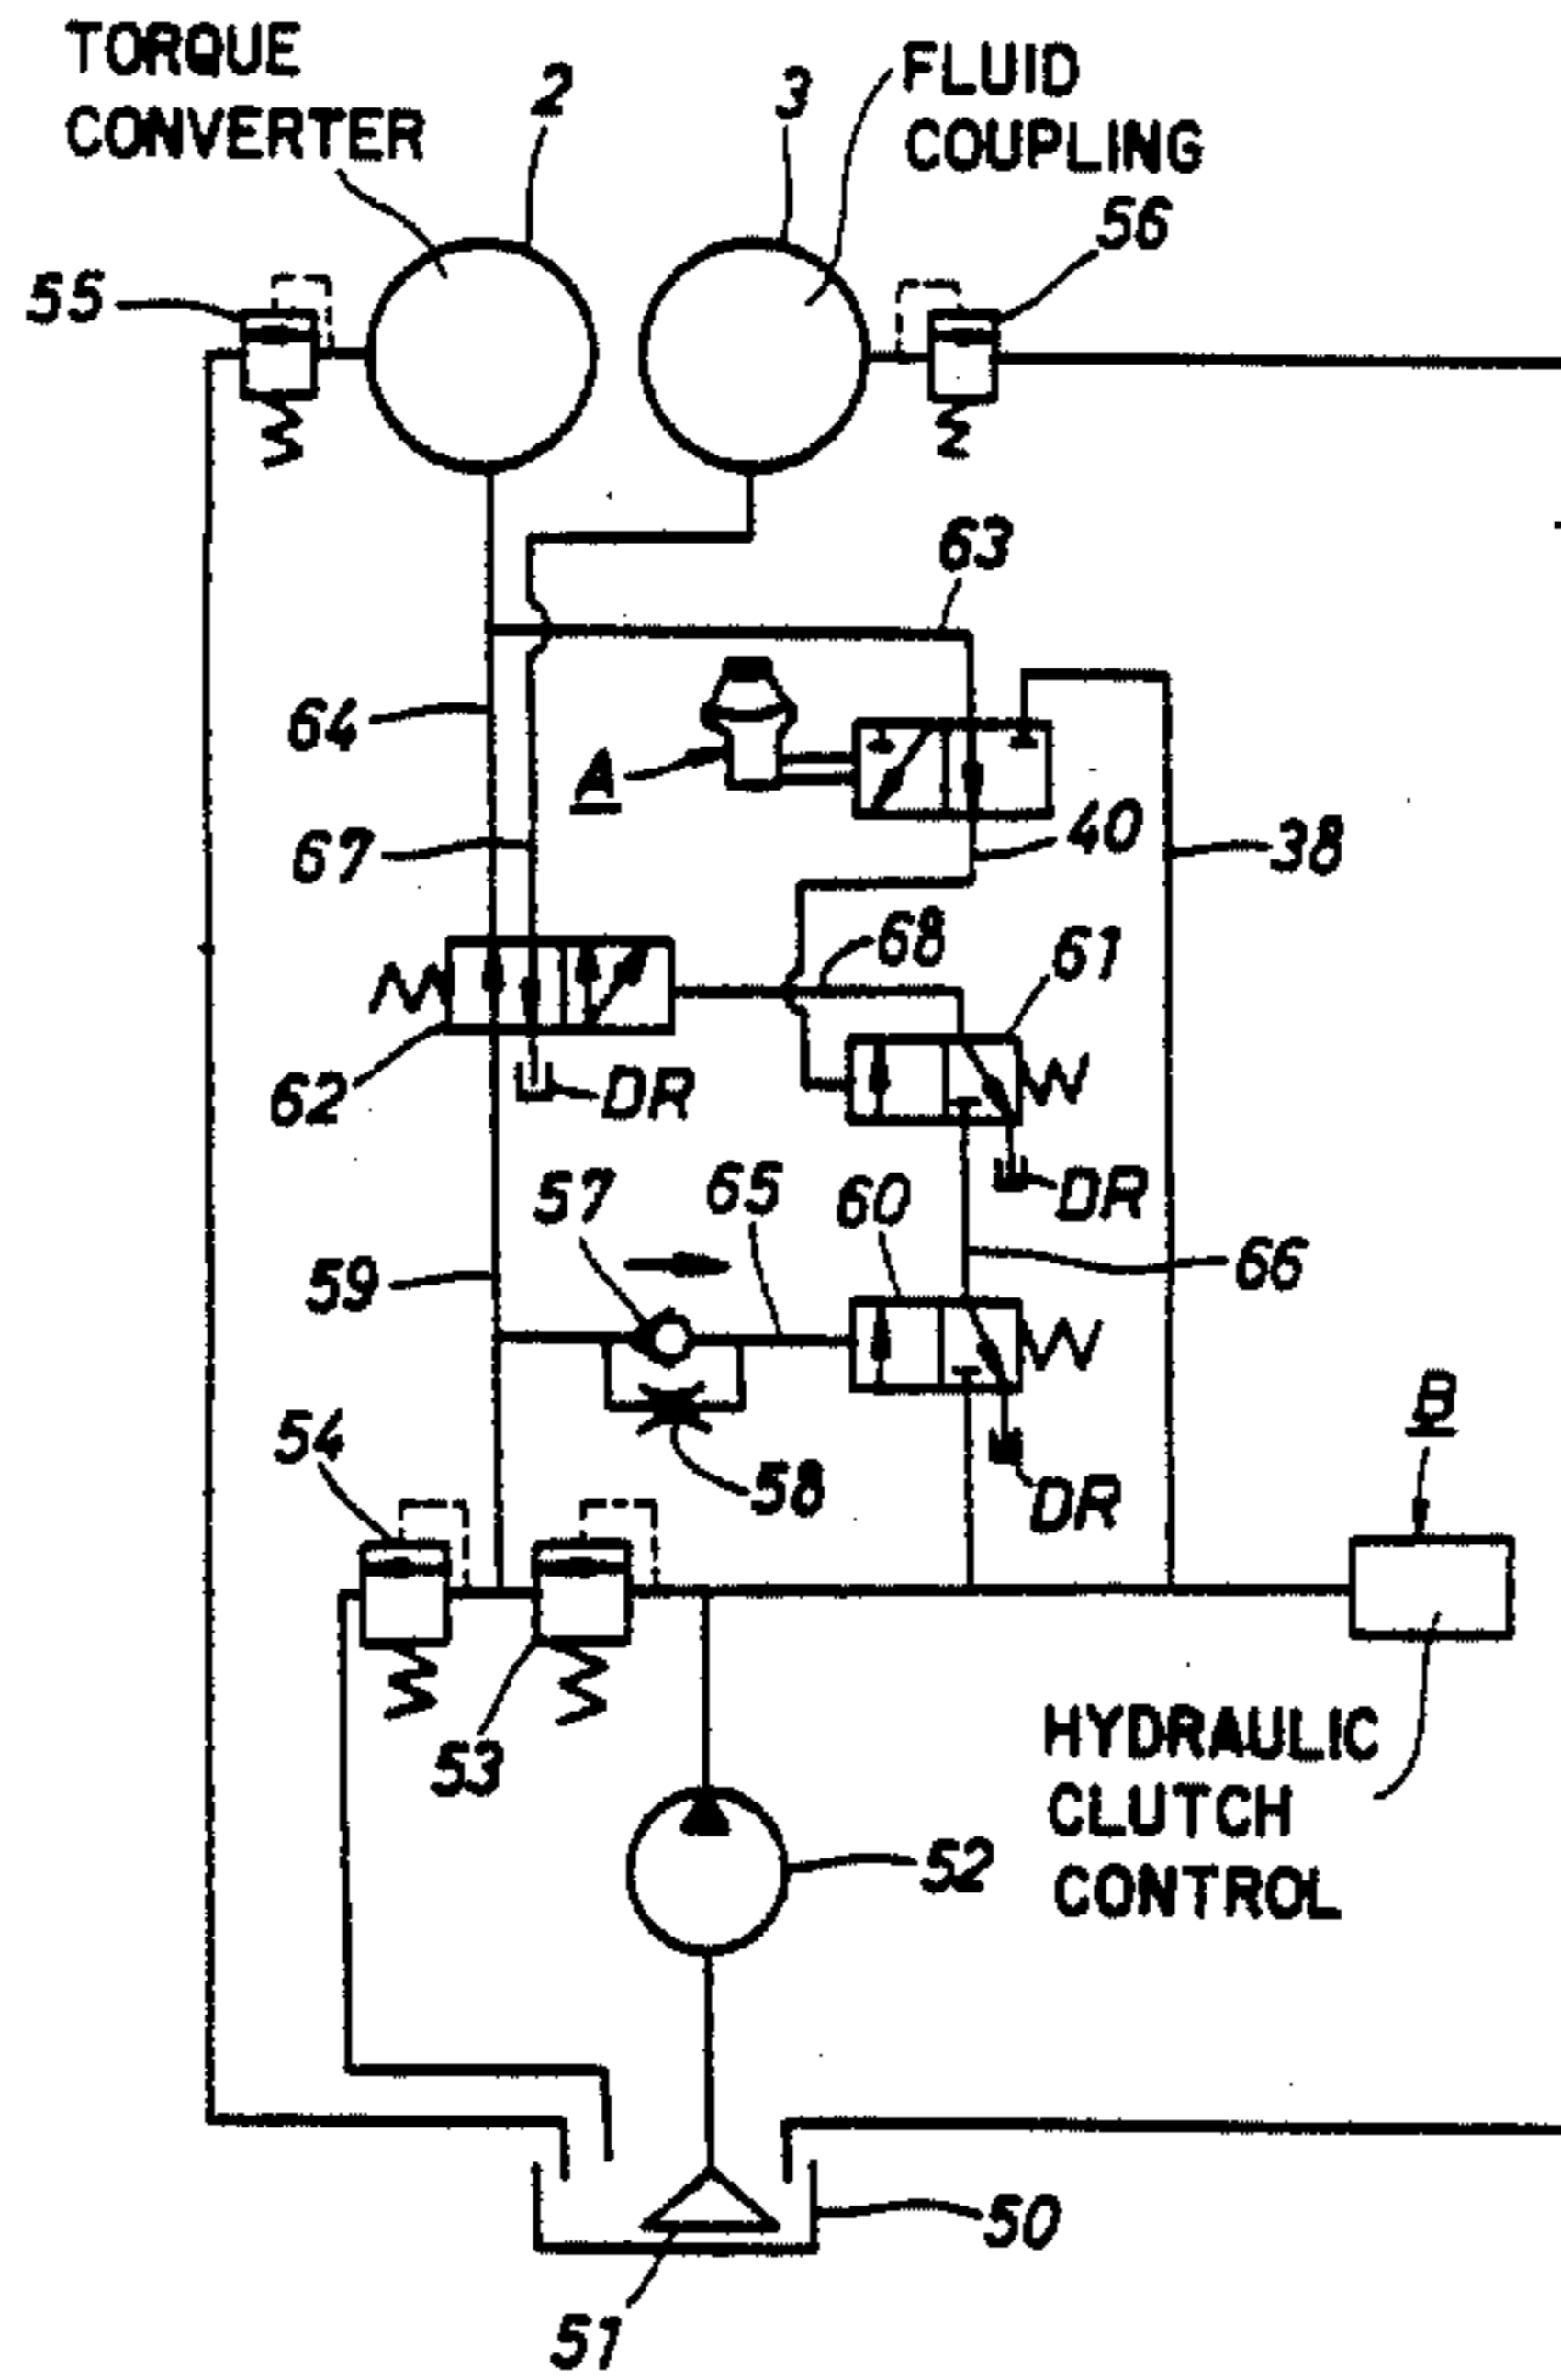 TORQUE
CONVERTER
2
3
FLUID
COUPLING
55
56
63
64
A
67
40
38
68
61
62
DR
57
65
60
DR
66
59
54
58
DR
B
53
HYDRAULIC
CLUTCH
CONTROL
52
50
51